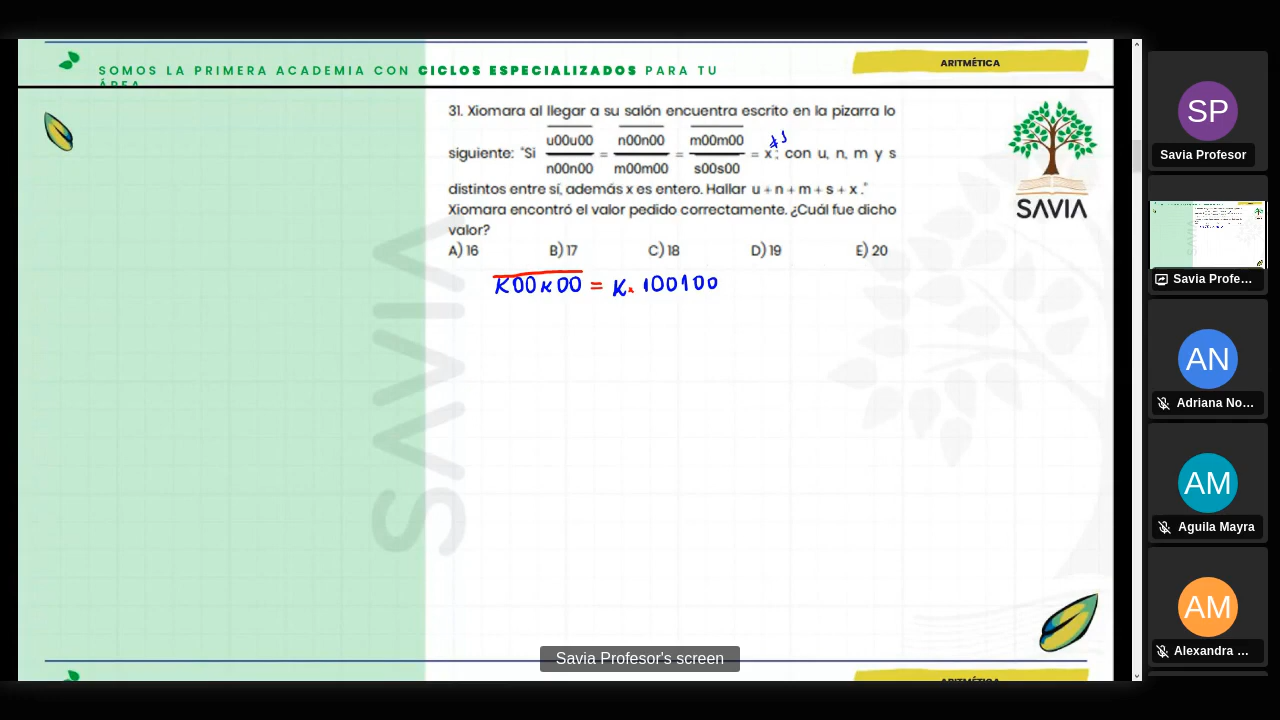 SOMOS LA PRIMERA ACADEMIA CON CICLOS ESPECIALIZADOS PARA TU
ÁREA
ARITMÉTICA
31. Xiomara al llegar a su salón encuentra escrito en la pizarra lo
siguiente: "Si u00u00/n00n00 = n00n00/m00m00 = m00m00/s00s00 = x; con u, n, m y s
distintos entre sí, además x es entero. Hallar u + n + m + s + x."
Xiomara encontró el valor pedido correctamente. ¿Cuál fue dicho
valor?
A) 16 B) 17 C) 18 D) 19 E) 20
K00K00 = K. 100100
SAVIA
SAVIA
Savia Profesor's screen
ARITMÉTICA
SP
Savia Profesor
Savia Profe...
AN
Adriana No...
AM
Aguila Mayra
AM
Alexandra ...